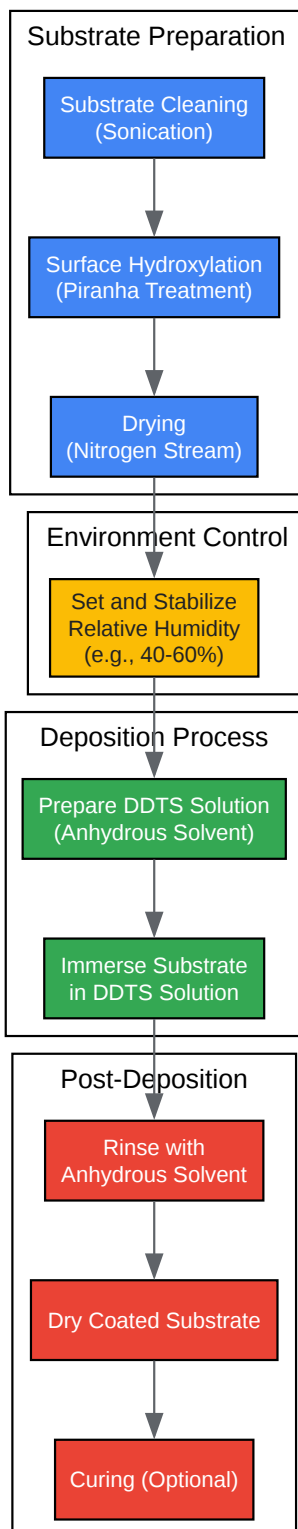 Substrate Preparation
Substrate Cleaning
(Sonication)
Surface Hydroxylation
(Piranha Treatment)
Drying
(Nitrogen Stream)
Environment Control
Set and Stabilize
Relative Humidity
(e.g., 40-60%)
Deposition Process
Prepare DDTS Solution
(Anhydrous Solvent)
Immerse Substrate
in DDTS Solution
Post-Deposition
Rinse with
Anhydrous Solvent
Dry Coated Substrate
Curing (Optional)